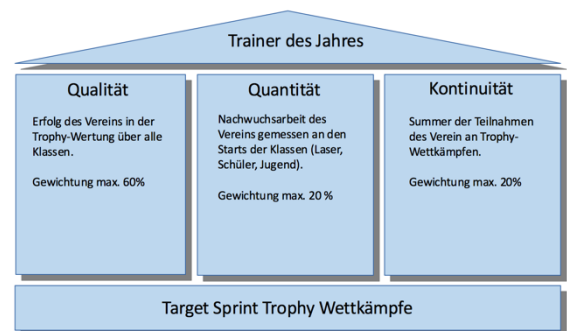 Trainer des Jahres
Qualität
Erfolg des Vereins in der
Trophy-Wertung über alle
Klassen.
Gewichtung max. 60%
Quantität
Nachwuchsarbeit des
Vereins gemessen an den
Starts der Klassen (Laser,
Schüler, Jugend).
Gewichtung max. 20 %
Kontinuität
Summer der Teilnahmen
des Verein an Trophy-
Wettkämpfen.
Gewichtung max. 20%
Target Sprint Trophy Wettkämpfe